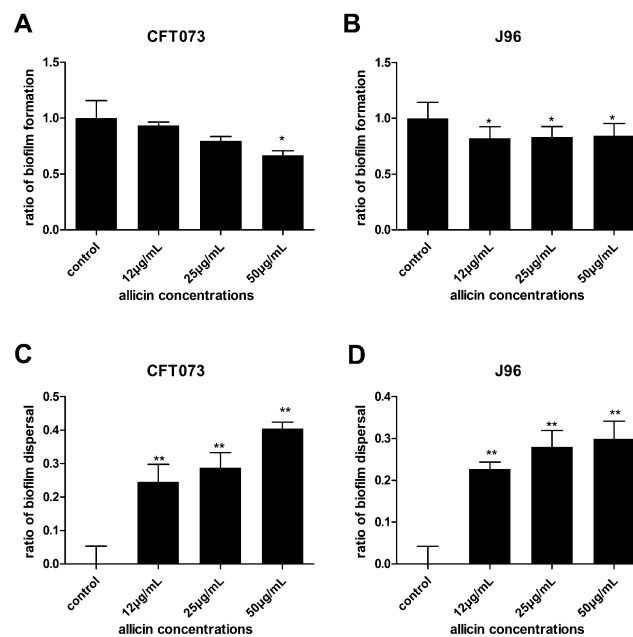 A
CFT073
ratio of biofilm formation
1.5
1.0
0.5
0.0
*
control
12µg/mL
25µg/mL
50µg/mL
allicin concentrations
B
J96
ratio of biofilm formation
1.5
1.0
0.5
0.0
* * *
control
12µg/mL
25µg/mL
50µg/mL
allicin concentrations
C
CFT073
ratio of biofilm dispersal
0.5
0.4
0.3
0.2
0.1
0.0
** ** **
control
12µg/mL
25µg/mL
50µg/mL
allicin concentrations
D
J96
ratio of biofilm dispersal
0.4
0.3
0.2
0.1
0.0
** ** **
control
12µg/mL
25µg/mL
50µg/mL
allicin concentrations